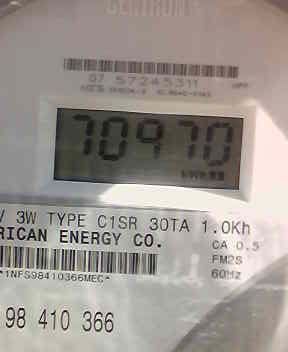 CENTRON
07 57245311
70970
V 3W TYPE C1SR 30TA 1.0Kh
RICAN ENERGY CO. CA 0.5
FM2S
*1NFS98410366MEC* 60Hz
98 410 366